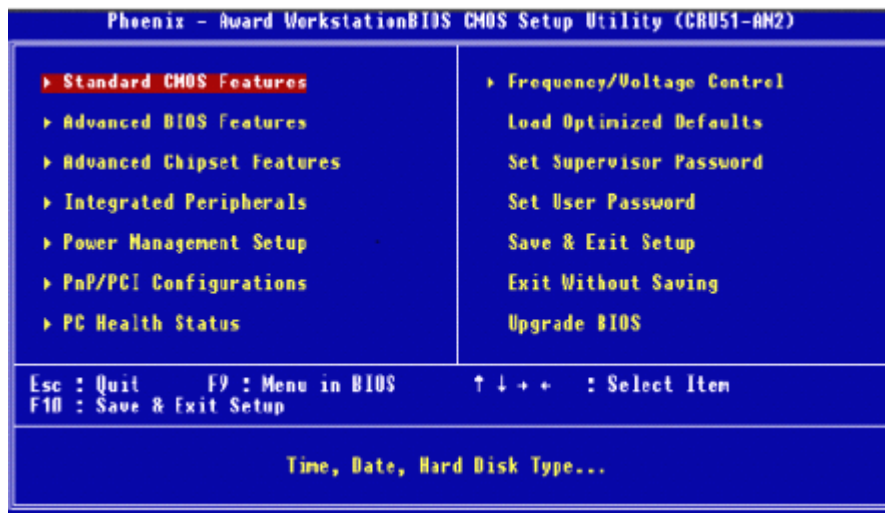 Phoenix - Award WorkstationBIOS CMOS Setup Utility (CRU51-AN2)
▸ Standard CMOS Features
▸ Advanced BIOS Features
▸ Advanced Chipset Features
▸ Integrated Peripherals
▸ Power Management Setup
▸ PnP/PCI Configurations
▸ PC Health Status
▸ Frequency/Voltage Control
Load Optimized Defaults
Set Supervisor Password
Set User Password
Save & Exit Setup
Exit Without Saving
Upgrade BIOS
Esc : Quit F9 : Menu in BIOS ↑ ↓ → ← : Select Item
F10 : Save & Exit Setup
Time, Date, Hard Disk Type...